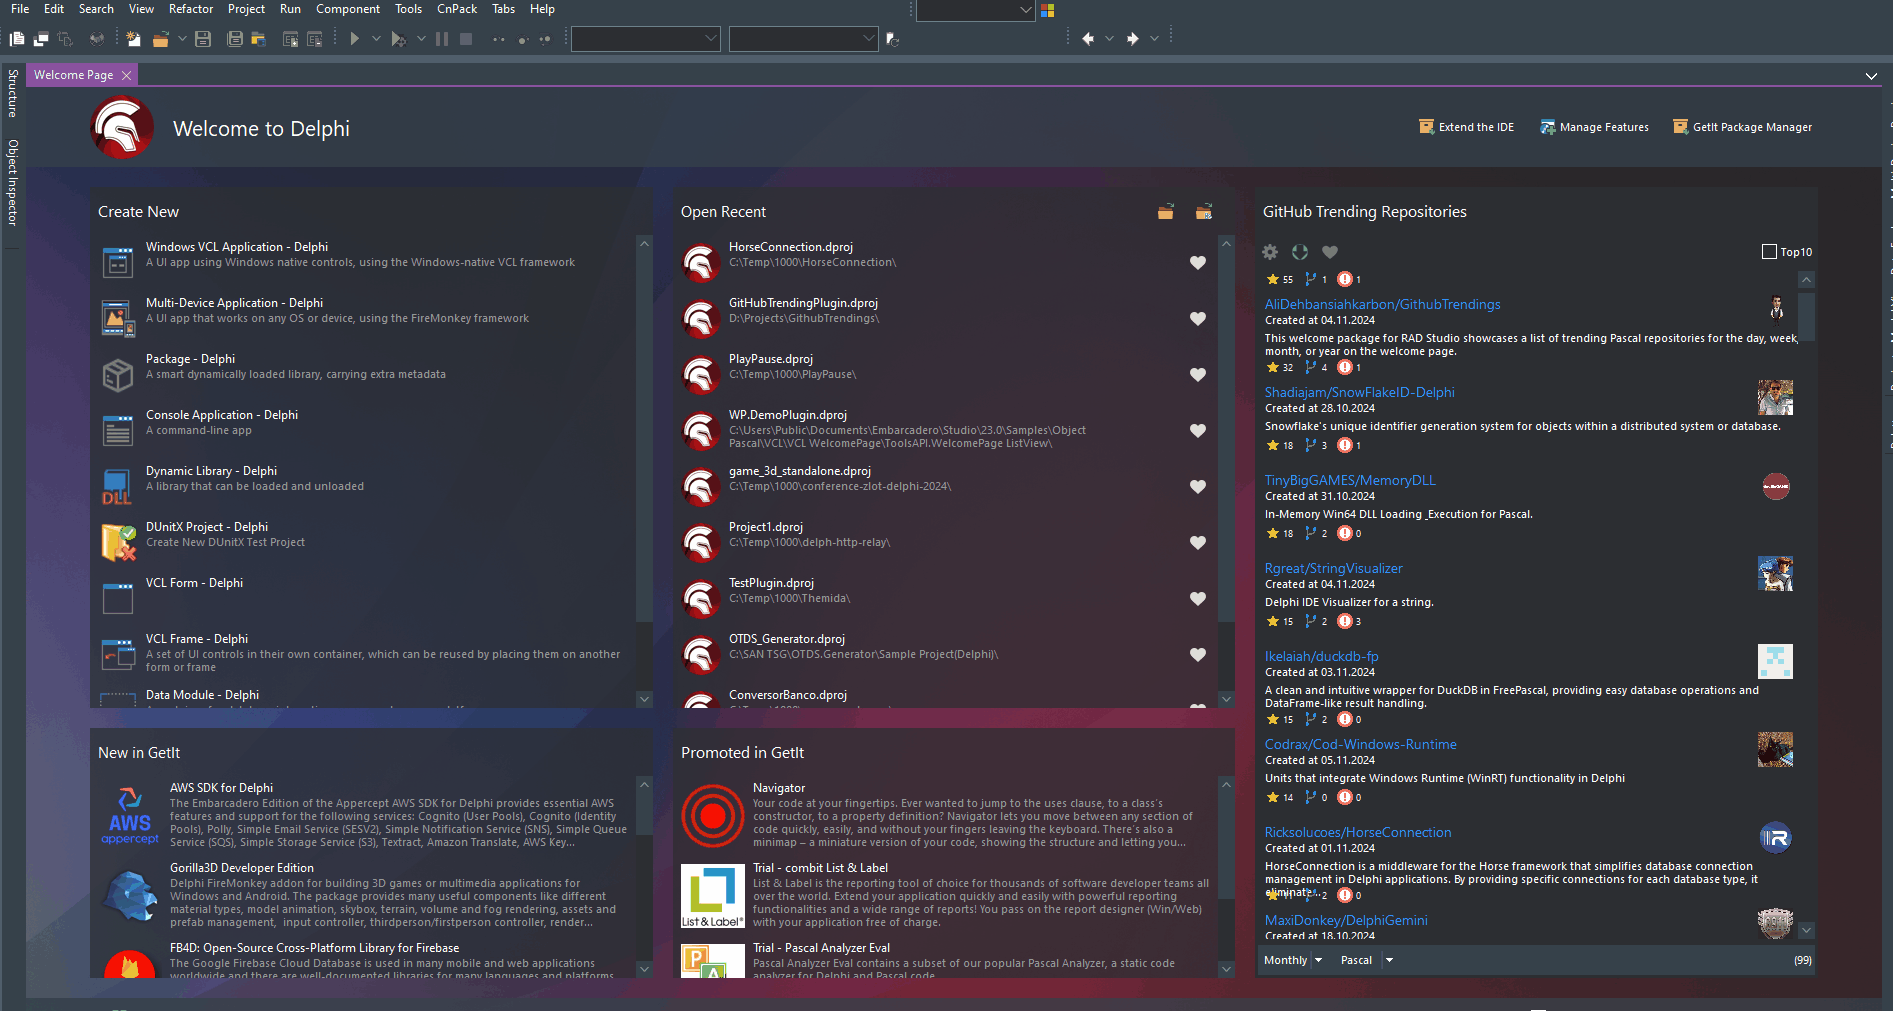 File Edit Search View Refactor Project Run Component Tools CnPack Tabs Help
Structure
Object Inspector
Welcome Page
Welcome to Delphi
Extend the IDE
Manage Features
GetIt Package Manager
Create New
Windows VCL Application - Delphi
A UI app using Windows native controls, using the Windows-native VCL framework
Multi-Device Application - Delphi
A UI app that works on any OS or device, using the FireMonkey framework
Package - Delphi
A smart dynamically loaded library, carrying extra metadata
Console Application - Delphi
A command-line app
Dynamic Library - Delphi
A library that can be loaded and unloaded
DLL
DUnitX Project - Delphi
Create New DUnitX Test Project
VCL Form - Delphi
VCL Frame - Delphi
A set of UI controls in their own container, which can be reused by placing them on another
form or frame
Data Module - Delphi
Open Recent
HorseConnection.dproj
C:\Temp\1000\HorseConnection\
GitHubTrendingPlugin.dproj
D:\Projects\GithubTrendings\
PlayPause.dproj
C:\Temp\1000\PlayPause\
WP.DemoPlugin.dproj
C:\Users\Public\Documents\Embarcadero\Studio\23.0\Samples\Object
Pascal\VCL\VCL WelcomePage\ToolsAPI.WelcomePage ListView\
game_3d_standalone.dproj
C:\Temp\1000\conference-zlot-delphi-2024\
Project1.dproj
C:\Temp\1000\delph-http-relay\
TestPlugin.dproj
C:\Temp\1000\Themida\
OTDS_Generator.dproj
C:\SAN TSG\OTDS.Generator\Sample Project(Delphi)\
ConversorBanco.dproj
GitHub Trending Repositories
Top10
55 1 1
AliDehbansiahkarbon/GithubTrendings
Created at 04.11.2024
This welcome package for RAD Studio showcases a list of trending Pascal repositories for the day, week,
month, or year on the welcome page.
32 4 1
Shadiajam/SnowFlakeID-Delphi
Created at 28.10.2024
Snowflake's unique identifier generation system for objects within a distributed system or database.
18 3 1
TinyBigGAMES/MemoryDLL
Created at 31.10.2024
In-Memory Win64 DLL Loading _Execution for Pascal.
18 2 0
Rgreat/StringVisualizer
Created at 04.11.2024
Delphi IDE Visualizer for a string.
15 2 3
Ikelaiah/duckdb-fp
Created at 03.11.2024
A clean and intuitive wrapper for DuckDB in FreePascal, providing easy database operations and
DataFrame-like result handling.
15 2 0
Codrax/Cod-Windows-Runtime
Created at 05.11.2024
Units that integrate Windows Runtime (WinRT) functionality in Delphi
14 0 0
Ricksolucoes/HorseConnection
Created at 01.11.2024
HorseConnection is a middleware for the Horse framework that simplifies database connection
management in Delphi applications. By providing specific connections for each database type, it
2 0
MaxiDonkey/DelphiGemini
Created at 18.10.2024
Monthly Pascal (99)
New in GetIt
AWS
appercept
AWS SDK for Delphi
The Embarcadero Edition of the Appercept AWS SDK for Delphi provides essential AWS
features and support for the following services: Cognito (User Pools), Cognito (Identity
Pools), Polly, Simple Email Service (SESV2), Simple Notification Service (SNS), Simple Queue
Service (SQS), Simple Storage Service (S3), Textract, Amazon Translate, AWS Key...
Gorilla3D Developer Edition
Delphi FireMonkey addon for building 3D games or multimedia applications for
Windows and Android. The package provides many useful components like different
material types, model animation, skybox, terrain, volume and fog rendering, assets and
prefab management, input controller, thirdperson/firstperson controller, render...
FB4D: Open-Source Cross-Platform Library for Firebase
The Google Firebase Cloud Database is used in many mobile and web applications
worldwide and there are well-documented libraries for many languages and platforms
Promoted in GetIt
Navigator
Your code at your fingertips. Ever wanted to jump to the uses clause, to a class's
constructor, to a property definition? Navigator lets you move between any section of
code quickly, easily, and without your fingers leaving the keyboard. There's also a
minimap – a miniature version of your code, showing the structure and letting you...
List & Label®
Trial - combit List & Label
List & Label is the reporting tool of choice for thousands of software developer teams all
over the world. Extend your application quickly and easily with powerful reporting
functionalities and a wide range of reports! You pass on the report designer (Win/Web)
with your application free of charge.
P A
Trial - Pascal Analyzer Eval
Pascal Analyzer Eval contains a subset of our popular Pascal Analyzer, a static code
analyzer for Delphi and Pascal code